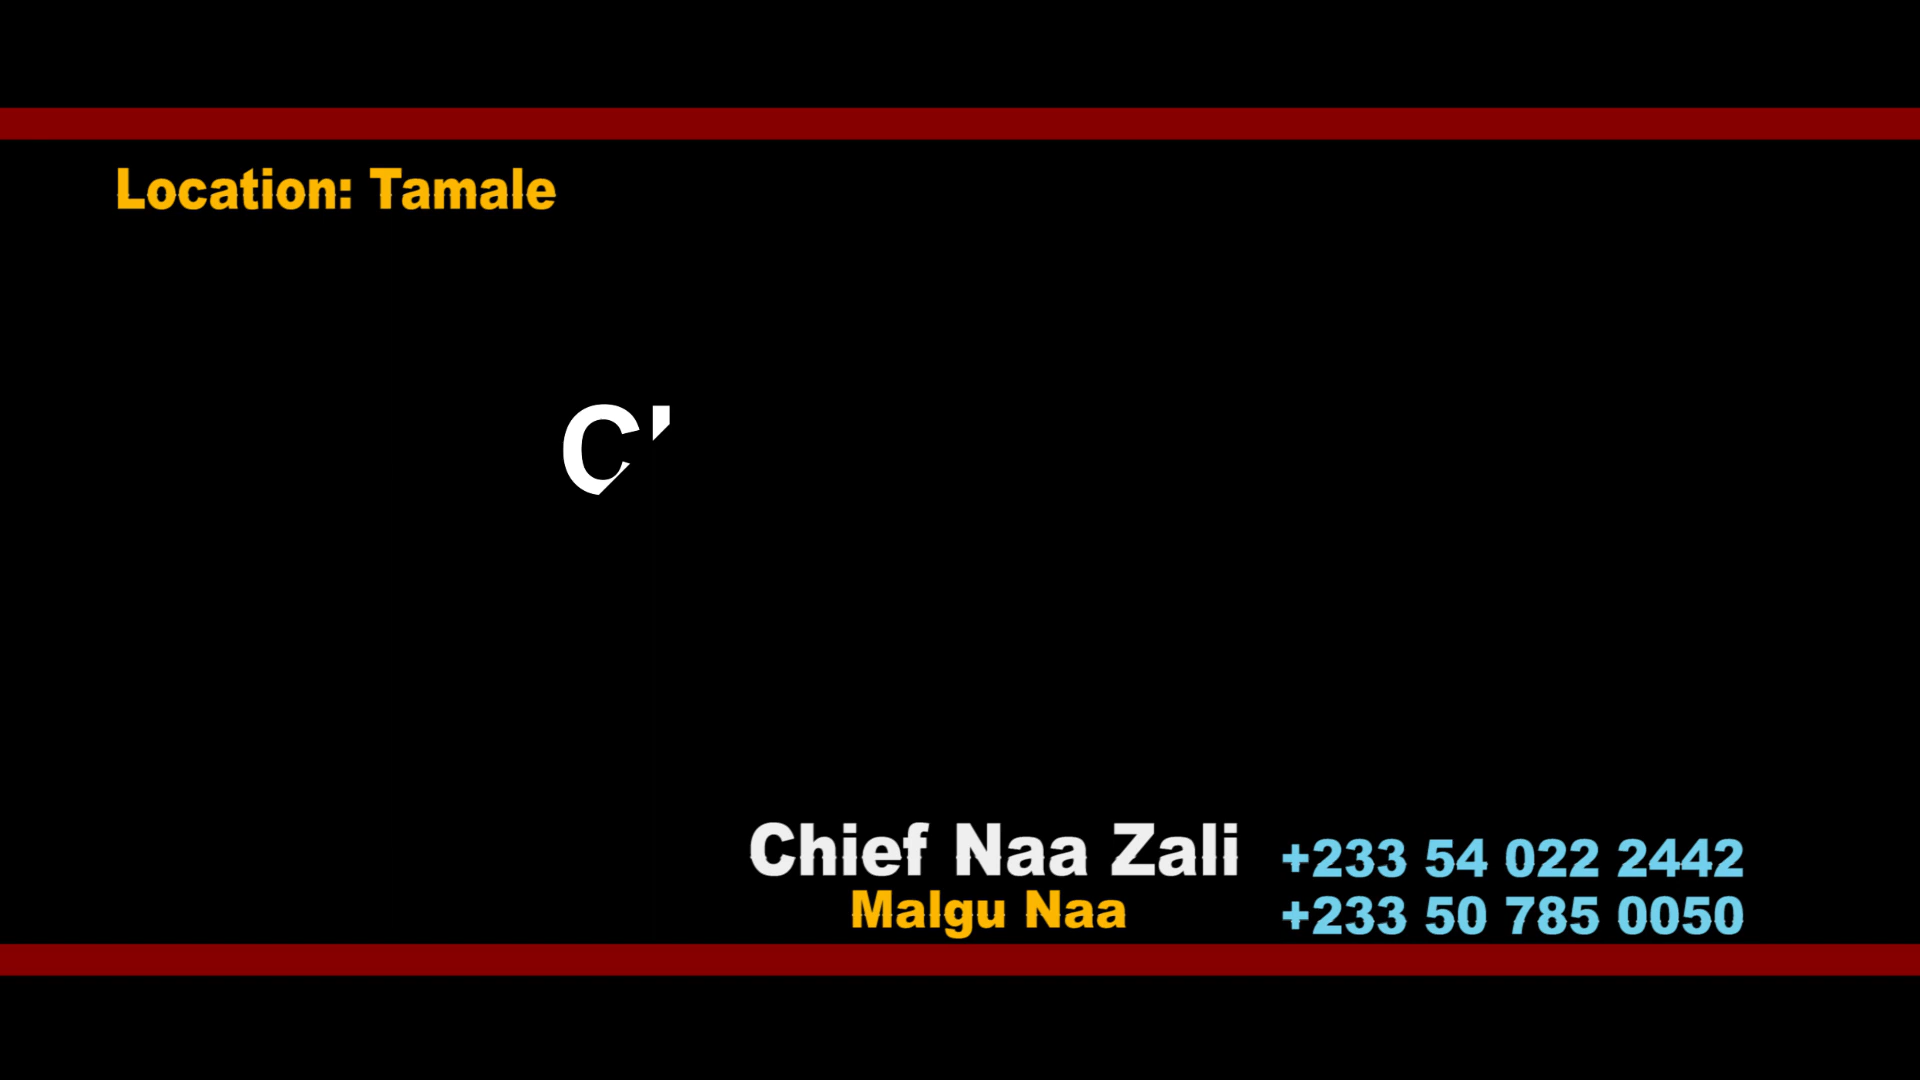 Location: Tamale
Chief Naa Zali
Malgu Naa
+233 54 022 2442
+233 50 785 0050